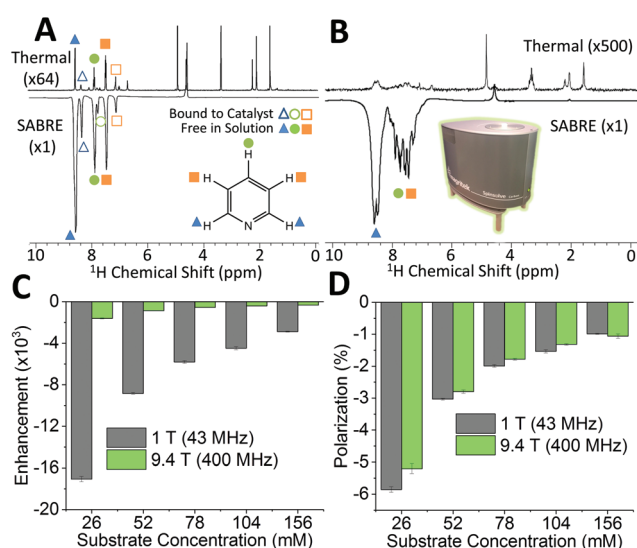 A
Thermal
(x64)
SABRE
(x1)
Bound to Catalyst
Free in Solution
H
H
H
H
N
H
10
8
6
4
2
0
¹H Chemical Shift (ppm)
B
Thermal (x500)
SABRE (x1)
10
8
6
4
2
0
¹H Chemical Shift (ppm)
C
Enhancement (x10³)
0
-4
-8
-12
-16
-20
1 T (43 MHz)
9.4 T (400 MHz)
26
52
78
104
156
Substrate Concentration (mM)
D
Polarization (%)
0
-1
-2
-3
-4
-5
-6
1 T (43 MHz)
9.4 T (400 MHz)
26
52
78
104
156
Substrate Concentration (mM)